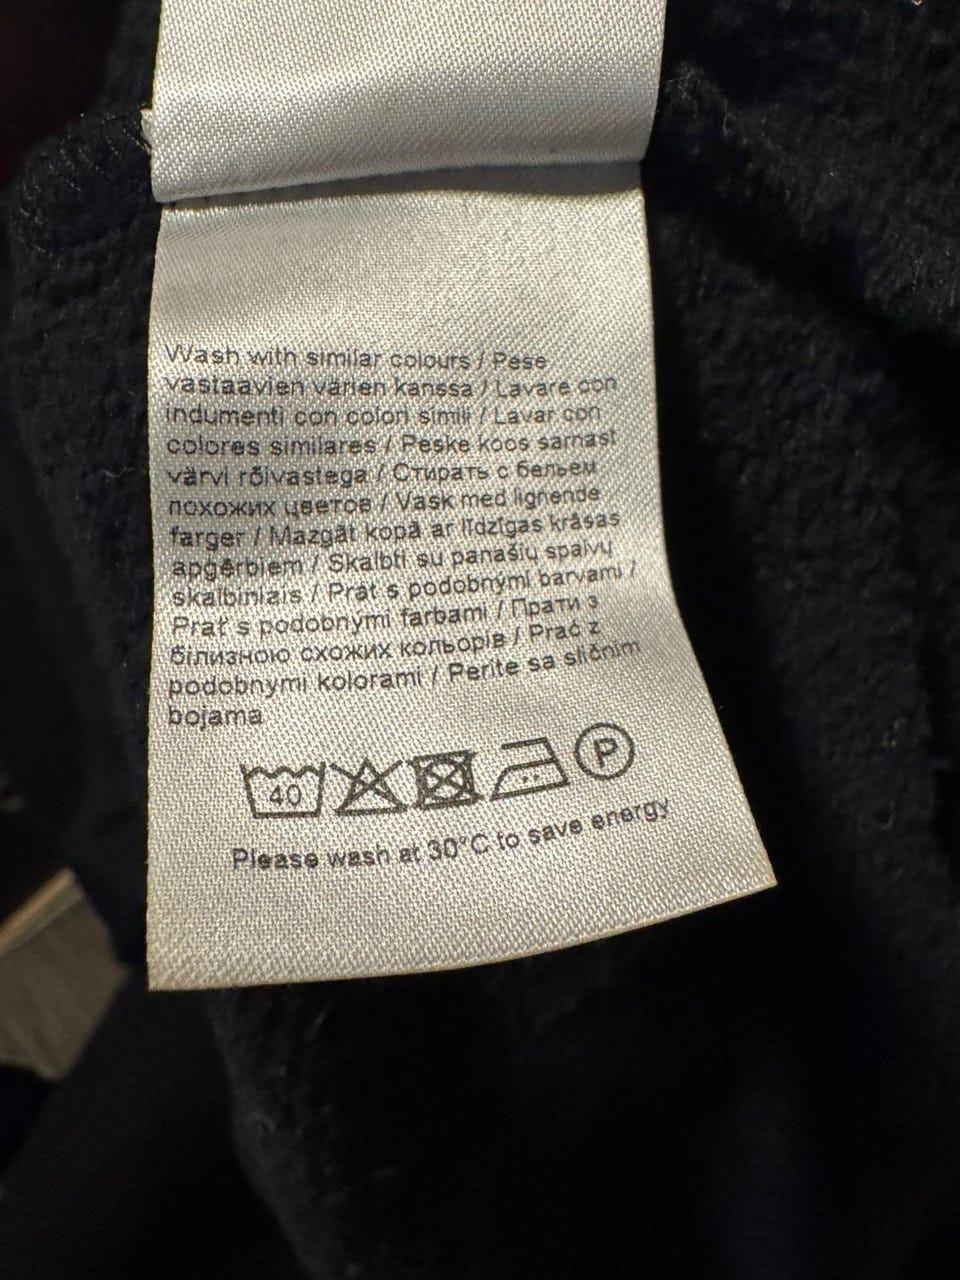 Wash with similar colours / Pese
vastaavien värien kanssa / Lavare con
indumenti con colori simili / Lavar con
colores similares / Peske koos sarnast
värvi rõivastega / Стирать с бельем
похожих цветов / Vask med lignende
farger / Mazgāt kopā ar līdzīgas krāsas
apģērbiem / Skalbti su panašių spalvų
skalbiniais / Prát s podobnými barvami /
Prať s podobnými farbami / Прати з
білизною схожих кольорів / Prać z
podobnymi kolorami / Perite sa sličnim
bojama
40 P
Please wash at 30°C to save energy